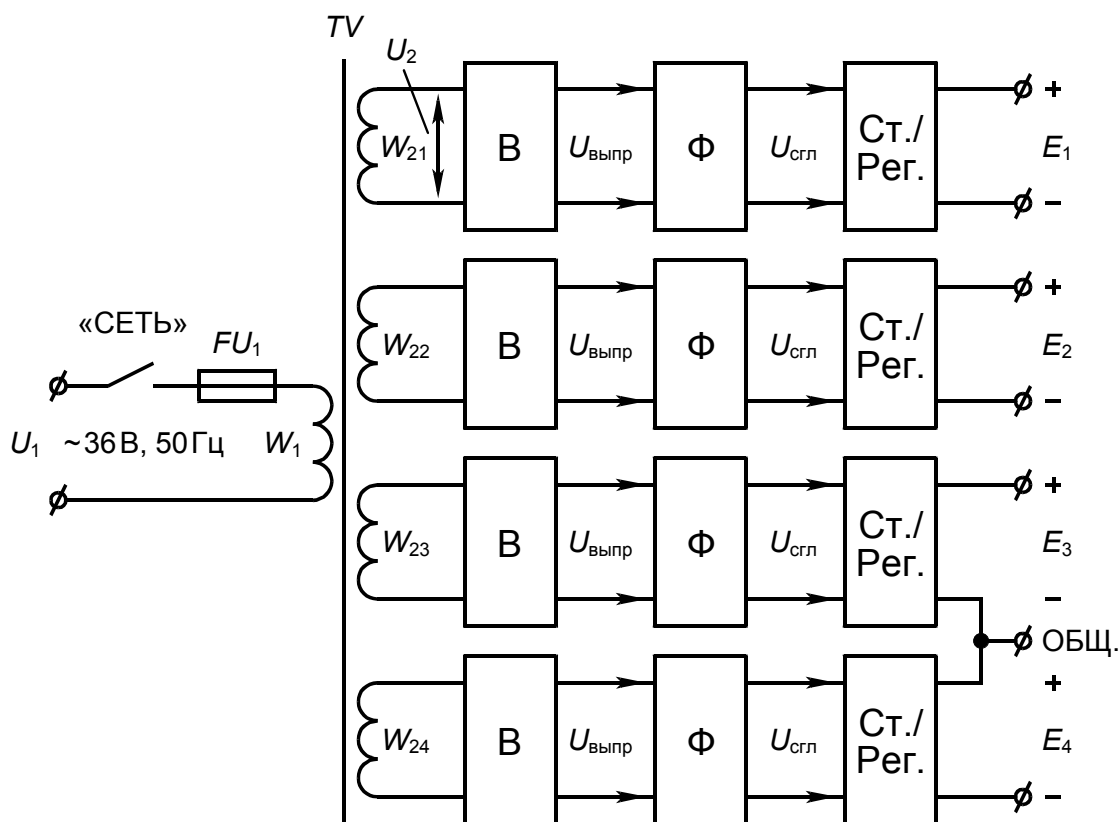 TV
U2
W21
В
Uвыпр
Ф
Uсгл
Ст./
Рег.
+
E1
−
W22
В
Uвыпр
Ф
Uсгл
Ст./
Рег.
+
E2
−
«СЕТЬ»
FU1
U1 ~36 В, 50 Гц
W1
W23
В
Uвыпр
Ф
Uсгл
Ст./
Рег.
+
E3
−
ОБЩ.
W24
В
Uвыпр
Ф
Uсгл
Ст./
Рег.
+
E4
−